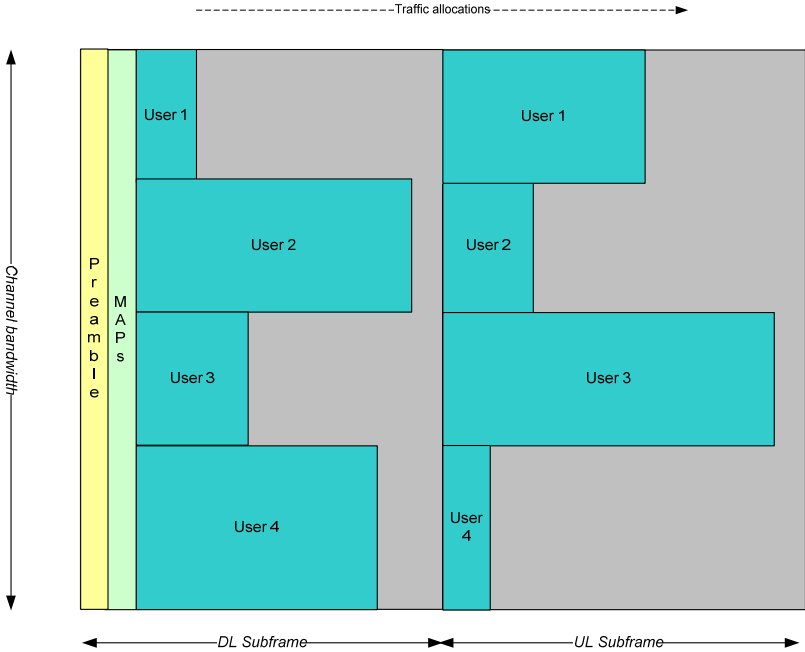 Traffic allocations
Channel bandwidth
Preamble
MAPs
User 1
User 2
User 3
User 4
User 1
User 2
User 3
User
4
DL Subframe
UL Subframe